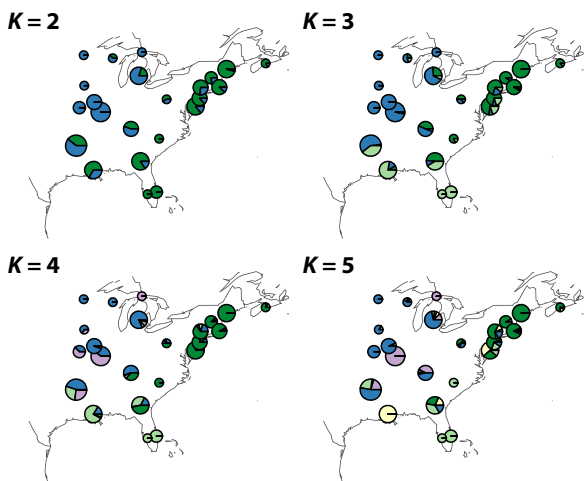 K = 2
K = 3
K = 4
K = 5